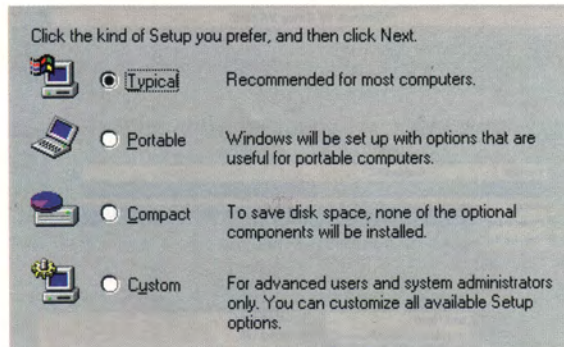 Click the kind of Setup you prefer, and then click Next.
Typical Recommended for most computers.
Portable Windows will be set up with options that are
useful for portable computers.
Compact To save disk space, none of the optional
components will be installed.
Custom For advanced users and system administrators
only. You can customize all available Setup
options.